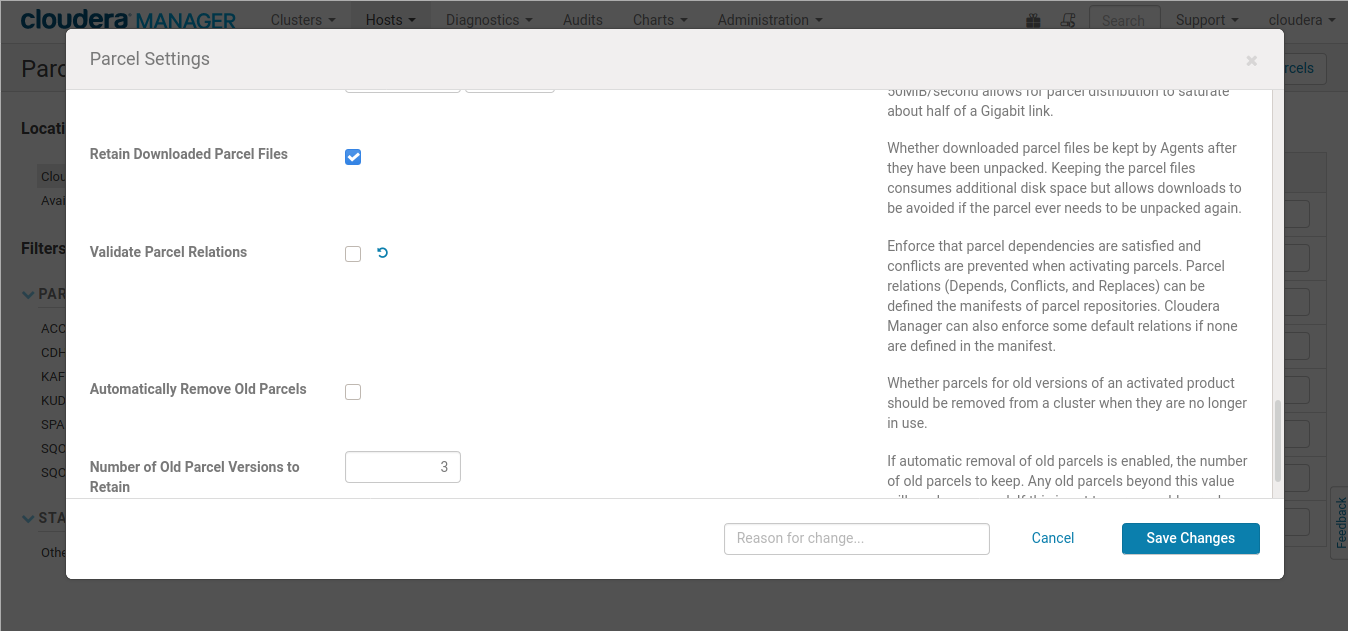 cloudera MANAGER Clusters Hosts Diagnostics Audits Charts Administration Search Support cloudera
Parc
rcels
Parcel Settings ×
50MiB/second allows for parcel distribution to saturate
about half of a Gigabit link.
Locati
Clou
Avai
Retain Downloaded Parcel Files
Whether downloaded parcel files be kept by Agents after
they have been unpacked. Keeping the parcel files
consumes additional disk space but allows downloads to
be avoided if the parcel ever needs to be unpacked again.
Filters
PAR
ACC
CDH
KAF
KUD
SPA
SQO
SQO
STA
Othe
Validate Parcel Relations
Enforce that parcel dependencies are satisfied and
conflicts are prevented when activating parcels. Parcel
relations (Depends, Conflicts, and Replaces) can be
defined the manifests of parcel repositories. Cloudera
Manager can also enforce some default relations if none
are defined in the manifest.
Automatically Remove Old Parcels
Whether parcels for old versions of an activated product
should be removed from a cluster when they are no longer
in use.
Number of Old Parcel Versions to
Retain
3
If automatic removal of old parcels is enabled, the number
of old parcels to keep. Any old parcels beyond this value
Reason for change...
Cancel
Save Changes
Feedback